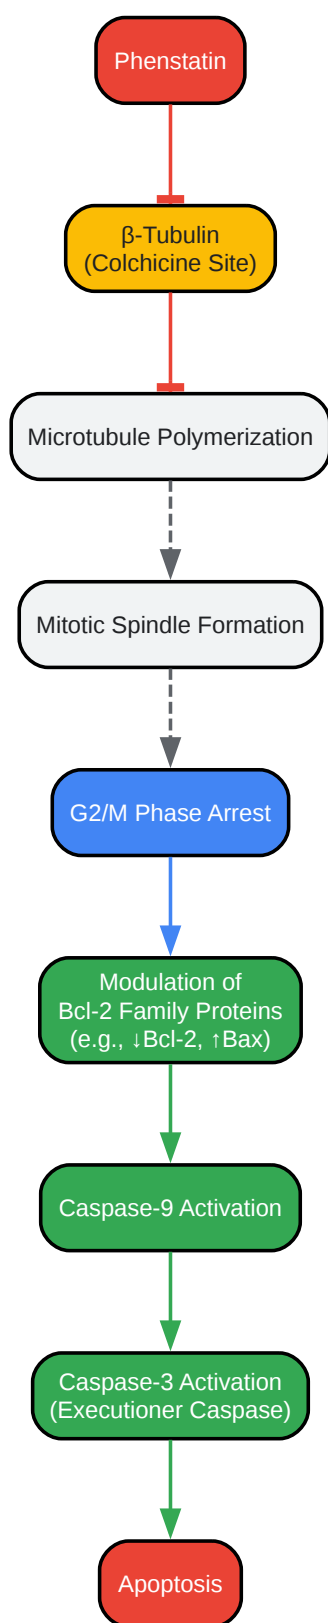 Phenstatin
β-Tubulin
(Colchicine Site)
Microtubule Polymerization
Mitotic Spindle Formation
G2/M Phase Arrest
Modulation of
Bcl-2 Family Proteins
(e.g., ↓Bcl-2, ↑Bax)
Caspase-9 Activation
Caspase-3 Activation
(Executioner Caspase)
Apoptosis